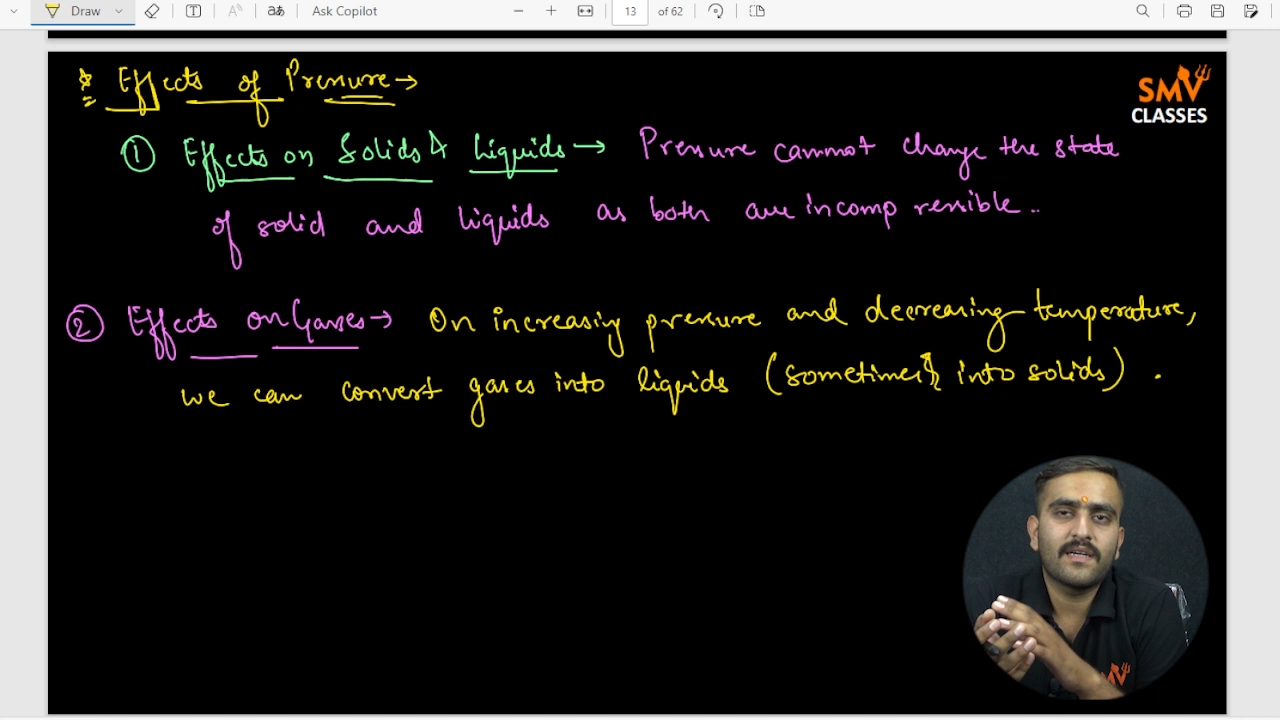 Draw
Ask Copilot
13 of 62
* Effects of Pressure →
SMV
CLASSES
① Effects on Solids & Liquids → Pressure cannot change the state
of solid and liquids as both are incompressible..
② Effects on Gases → On increasing pressure and decreasing temperature,
we can convert gases into liquids (sometimes into solids).
SMV